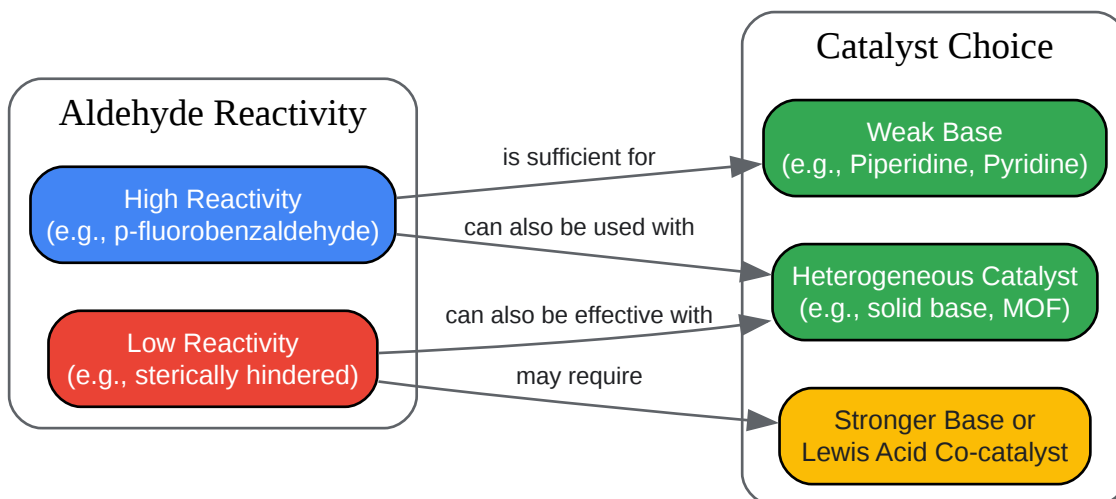 Aldehyde Reactivity
High Reactivity
(e.g., p-fluorobenzaldehyde)
Low Reactivity
(e.g., sterically hindered)
is sufficient for
can also be used with
can also be effective with
may require
Catalyst Choice
Weak Base
(e.g., Piperidine, Pyridine)
Heterogeneous Catalyst
(e.g., solid base, MOF)
Stronger Base or
Lewis Acid Co-catalyst